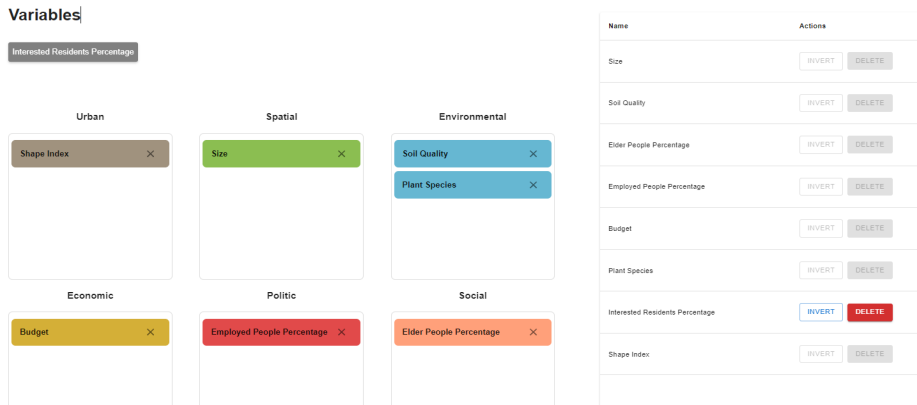 Variables
Interested Residents Percentage
Urban
Spatial
Environmental
Shape Index
Size
Soil Quality
Plant Species
Economic
Politic
Social
Budget
Employed People Percentage
Elder People Percentage
Name Actions
Size INVERT DELETE
Soil Quality INVERT DELETE
Elder People Percentage INVERT DELETE
Employed People Percentage INVERT DELETE
Budget INVERT DELETE
Plant Species INVERT DELETE
Interested Residents Percentage INVERT DELETE
Shape Index INVERT DELETE